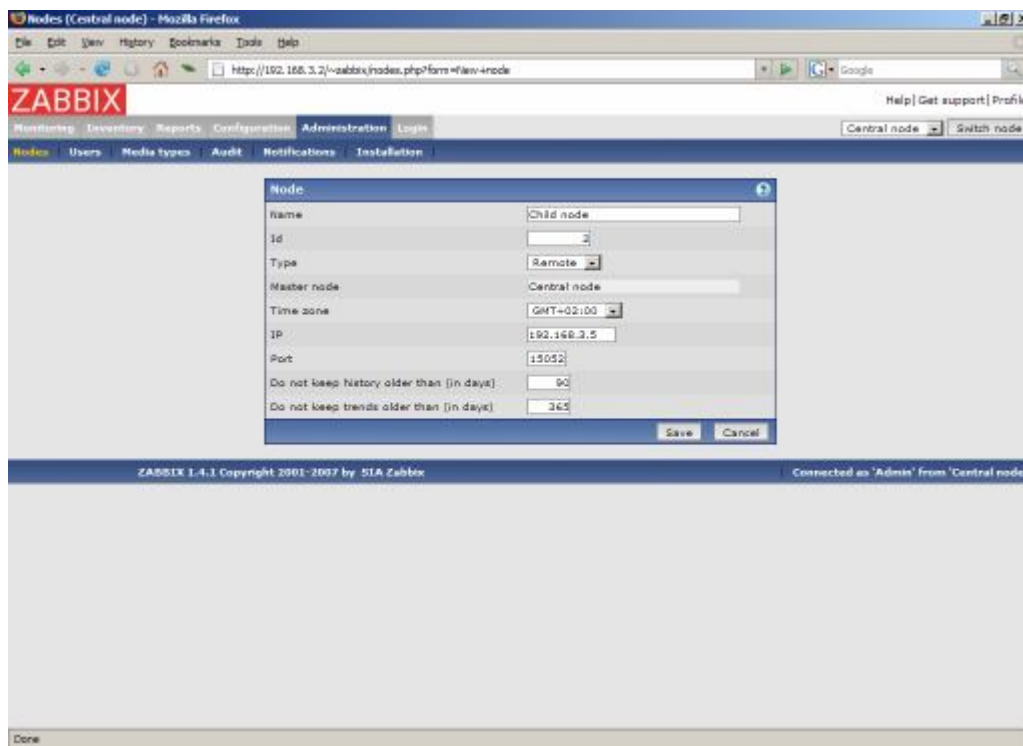 Nodes (Central node) - Mozilla Firefox
File Edit View History Bookmarks Tools Help
http://192.168.3.2/~zabbix/nodes.php?form=New+node
Google
ZABBIX
Help| Get support| Profile
Monitoring Inventory Reports Configuration Administration Login
Central node Switch node
Nodes Users Media types Audit Notifications Installation
Node
Name Child node
Id 2
Type Remote
Master node Central node
Time zone GMT+02:00
IP 192.168.3.5
Port 15052
Do not keep history older than (in days) 90
Do not keep trends older than (in days) 365
Save Cancel
ZABBIX 1.4.1 Copyright 2001-2007 by SIA Zabbix
Connected as 'Admin' from 'Central node
Done